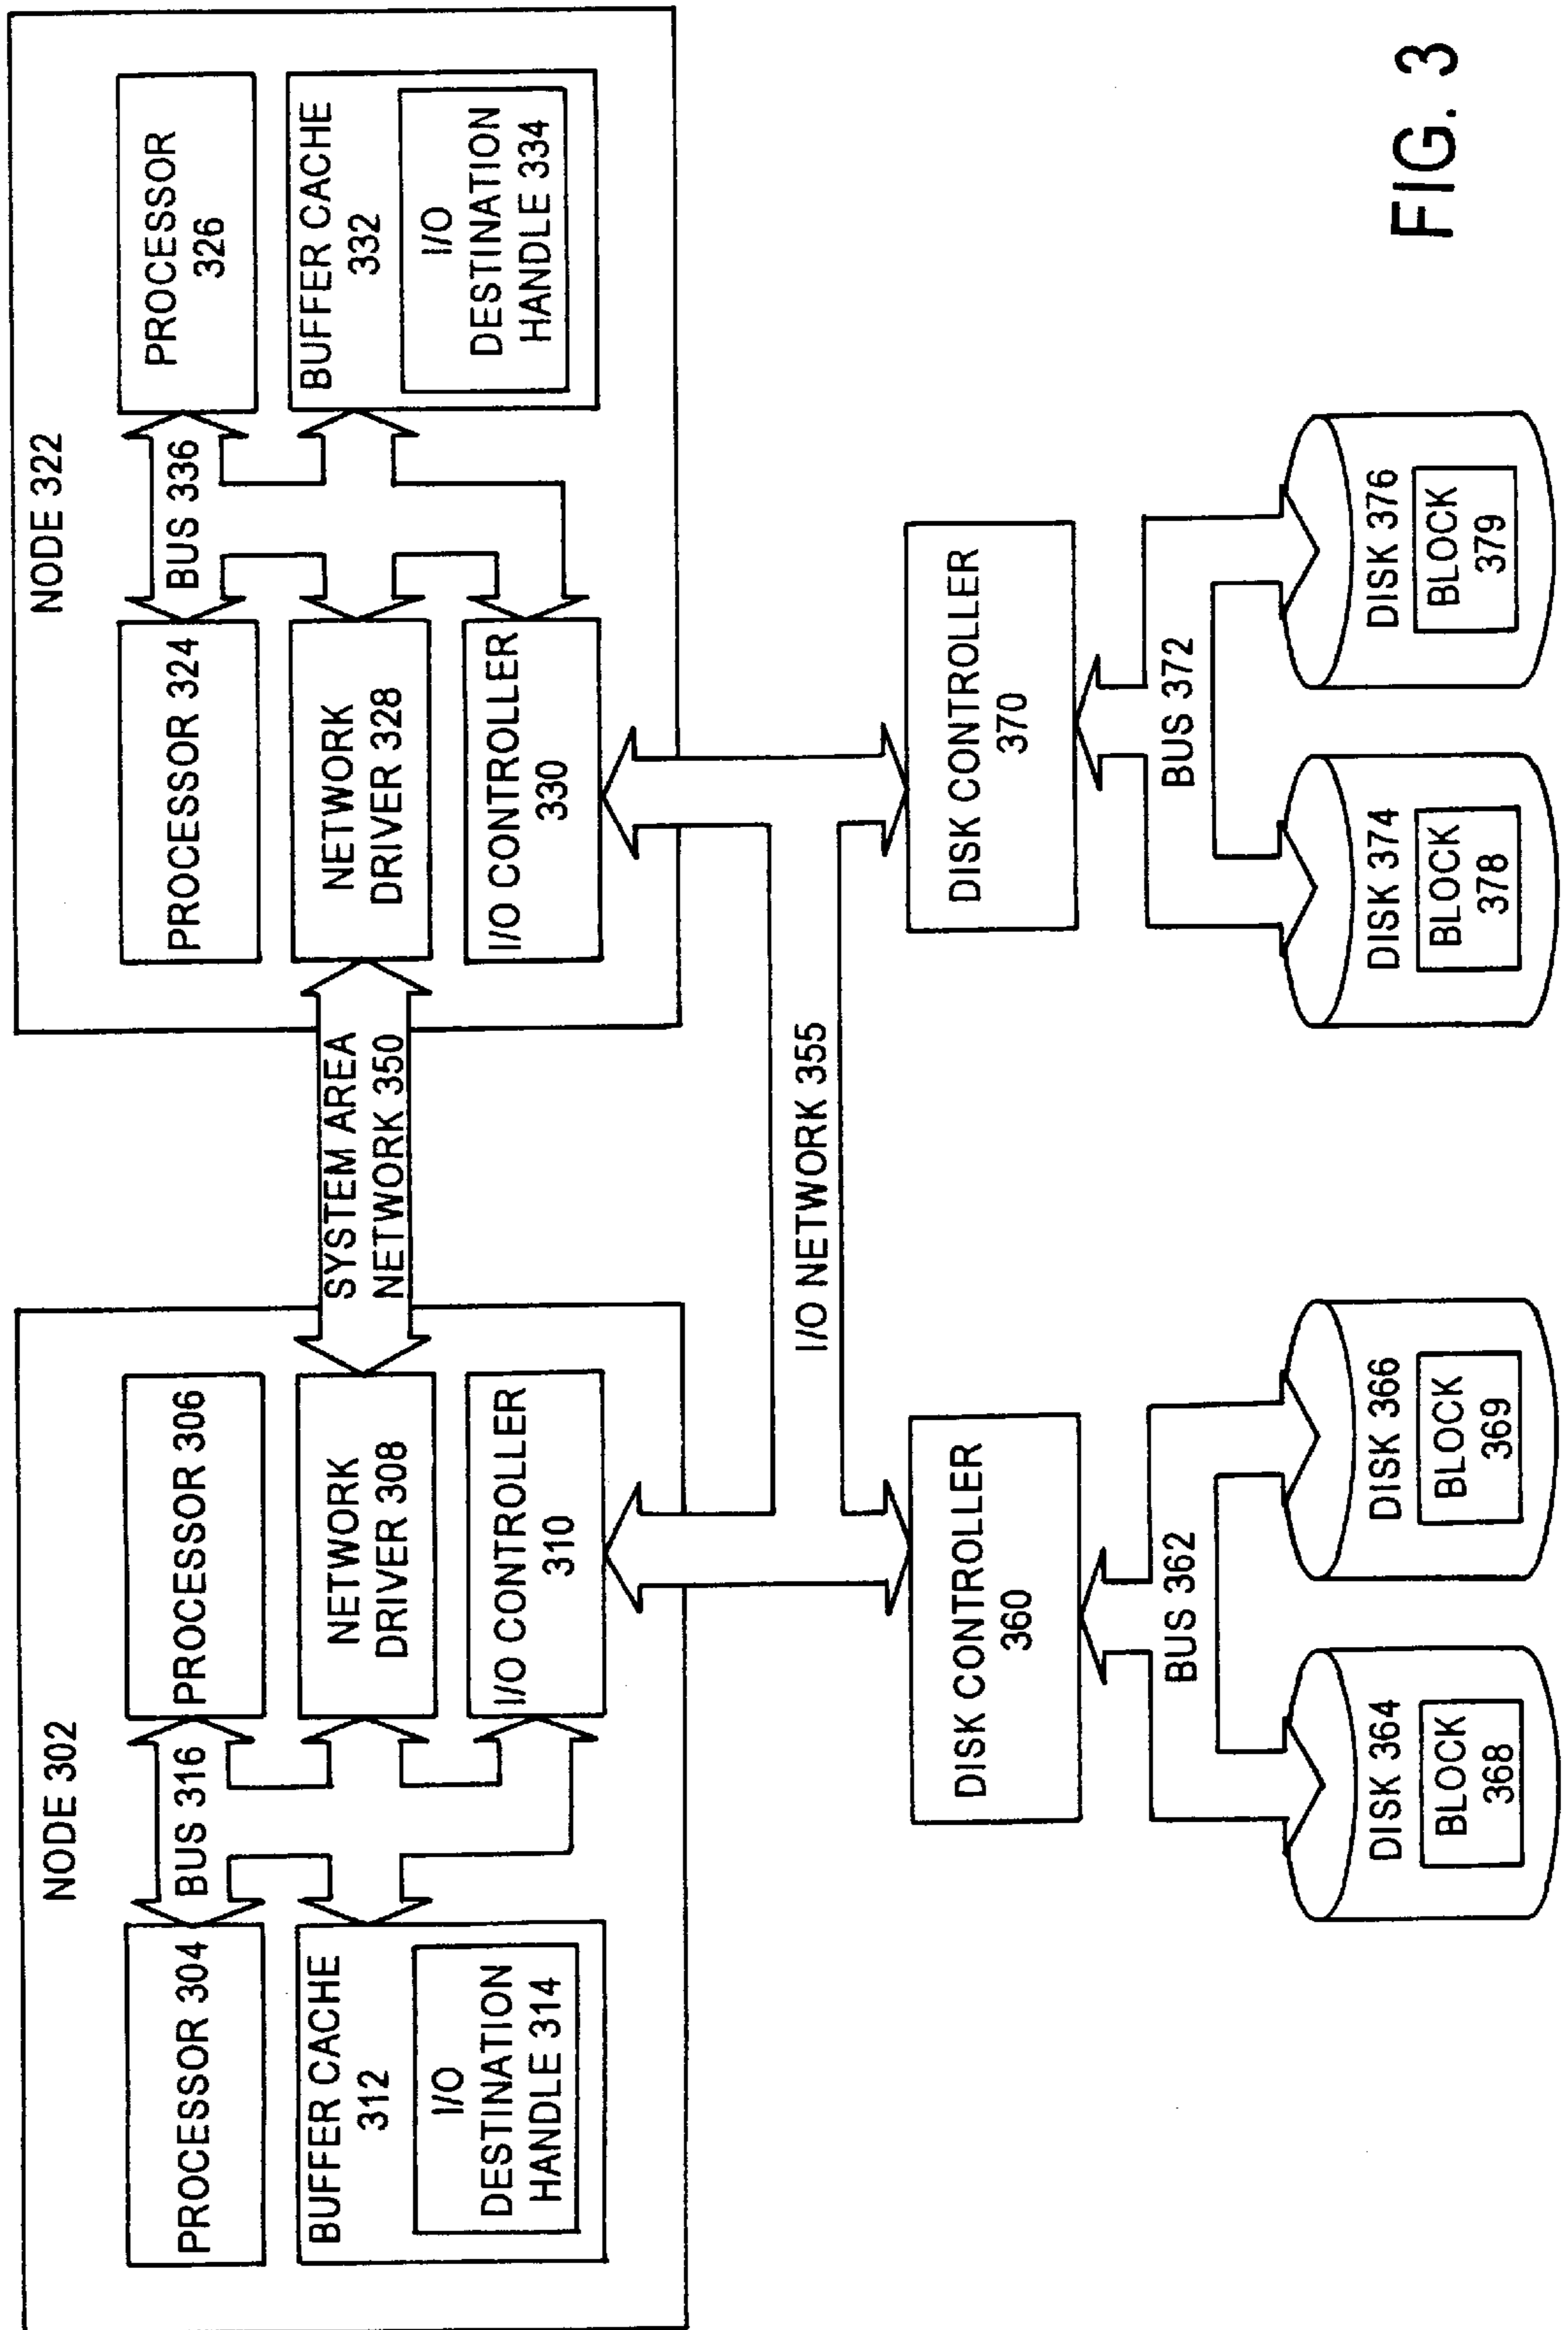 NODE 302
PROCESSOR 304
BUS 316
PROCESSOR 306
BUFFER CACHE
312
I/O
DESTINATION
HANDLE 314
NETWORK
DRIVER 308
I/O CONTROLLER
310
SYSTEM AREA
NETWORK 350
NODE 322
PROCESSOR 324
BUS 336
PROCESSOR
326
NETWORK
DRIVER 328
I/O CONTROLLER
330
BUFFER CACHE
332
I/O
DESTINATION
HANDLE 334
I/O NETWORK 355
DISK CONTROLLER
360
BUS 362
DISK 364
BLOCK
368
DISK 366
BLOCK
369
DISK CONTROLLER
370
BUS 372
DISK 374
BLOCK
378
DISK 376
BLOCK
379
FIG. 3